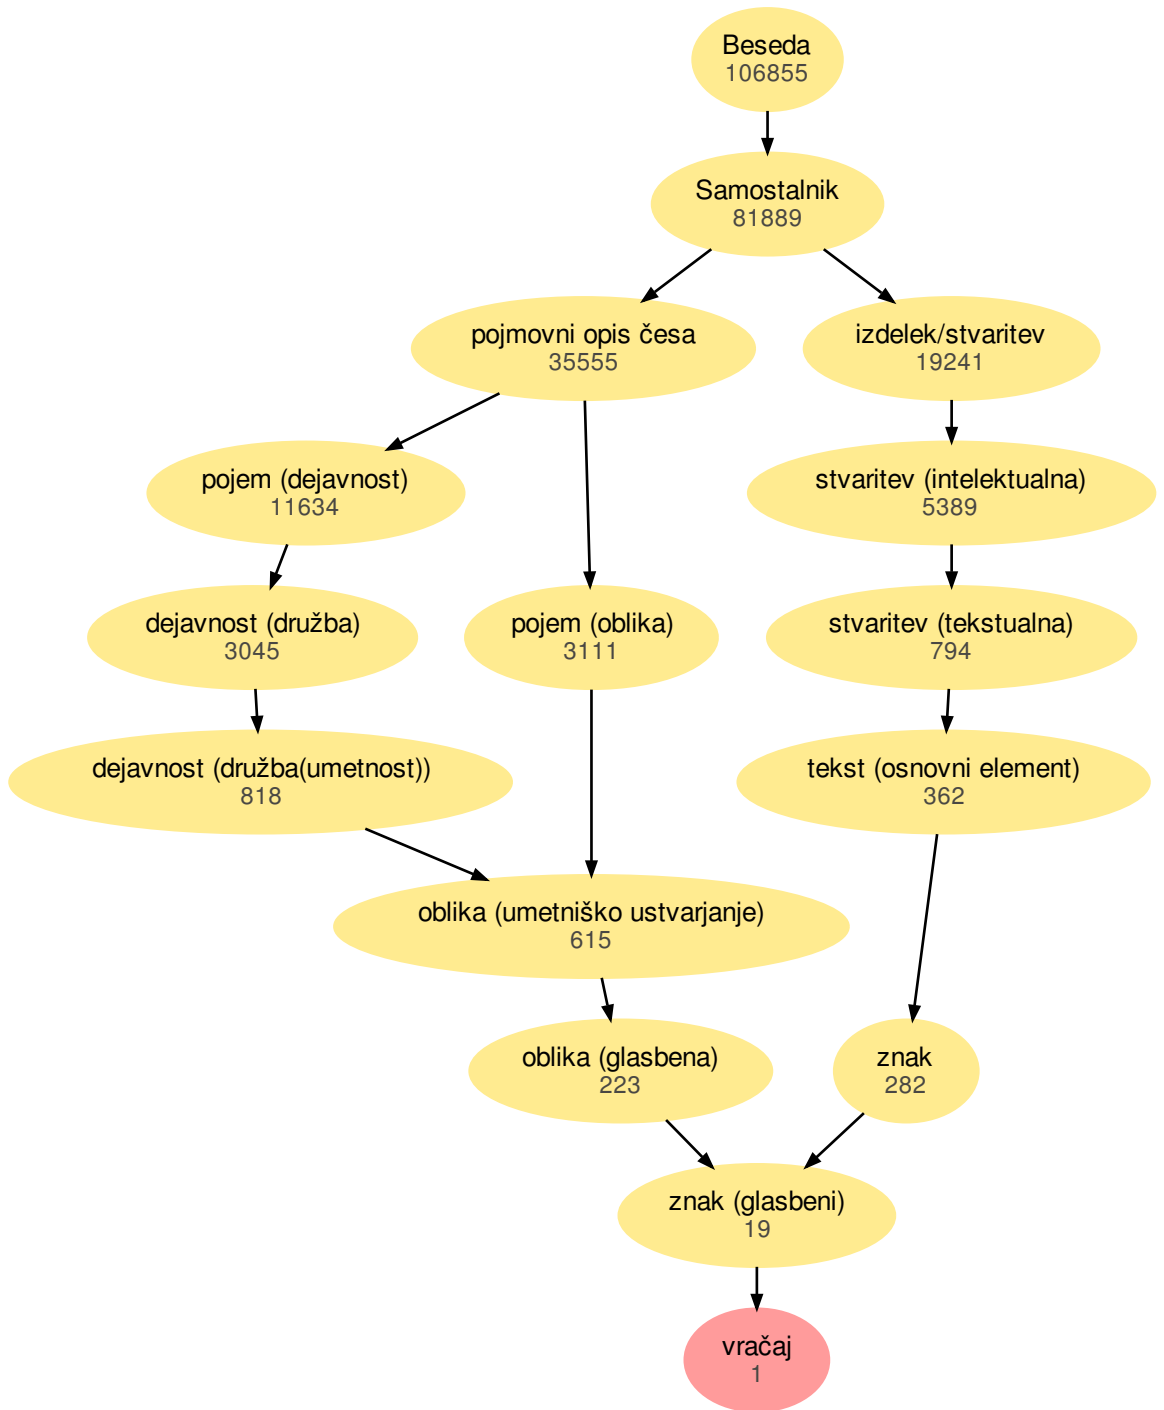 Beseda
106855
Samostalnik
81889
pojmovni opis česa
35555
izdelek/stvaritev
19241
pojem (dejavnost)
11634
stvaritev (intelektualna)
5389
dejavnost (družba)
3045
pojem (oblika)
3111
stvaritev (tekstualna)
794
dejavnost (družba(umetnost))
818
tekst (osnovni element)
362
oblika (umetniško ustvarjanje)
615
oblika (glasbena)
223
znak
282
znak (glasbeni)
19
vračaj
1